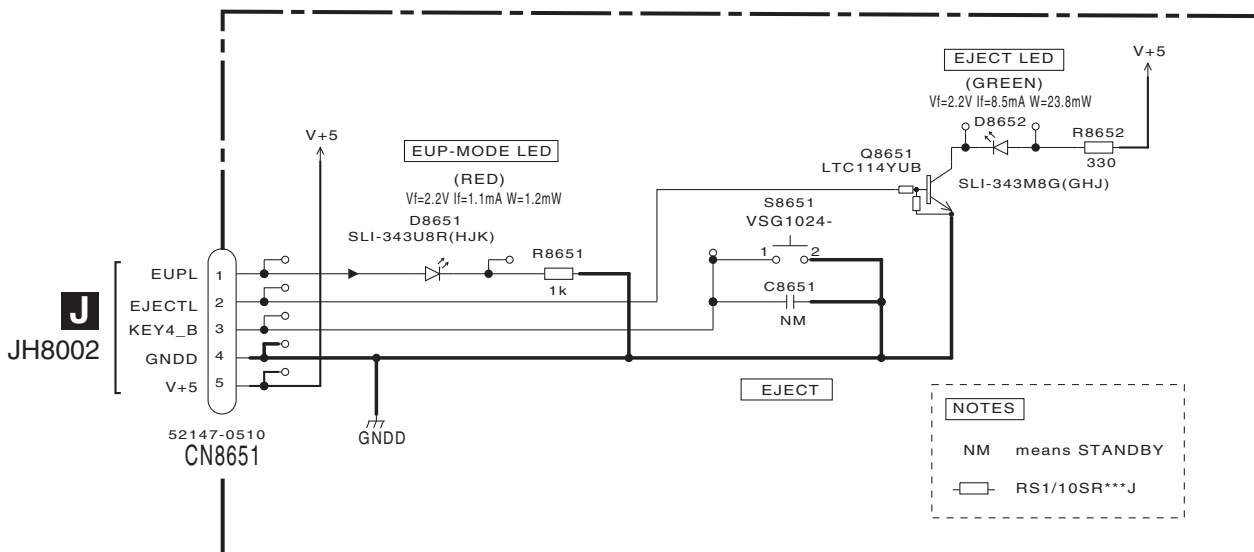 EJECT LED
V+5
(GREEN)
Vf=2.2V If=8.5mA W=23.8mW
D8652
R8652
330
V+5
EUP-MODE LED
Q8651
LTC114YUB
(RED)
SLI-343M8G(GHJ)
Vf=2.2V If=1.1mA W=1.2mW
S8651
D8651
VSG1024-
SLI-343U8R(HJK)
R8651
1 2
EUPL 1
1k
C8651
J
EJECTL 2
NM
JH8002
KEY4_B 3
GNDD 4
V+5 5
EJECT
52147-0510
CN8651
GNDD
NOTES
NM means STANDBY
RS1/10SR***J